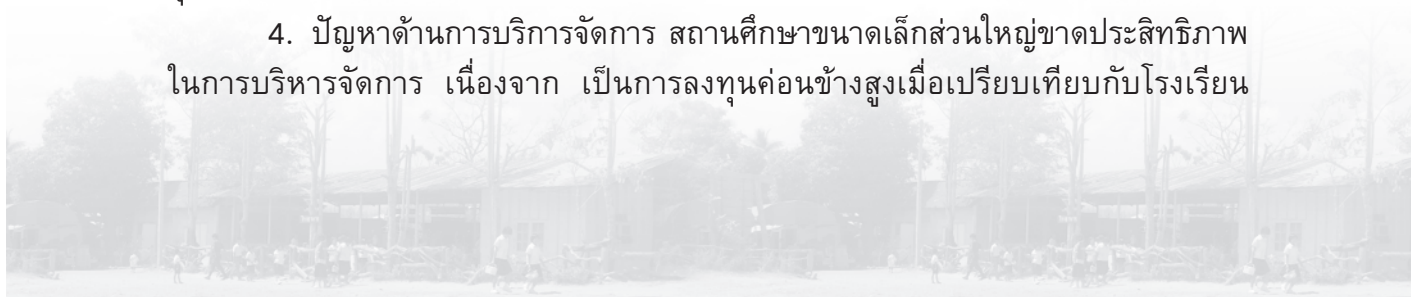 4. ปัญหาด้านการบริการจัดการ สถานศึกษาขนาดเล็กส่วนใหญ่ขาดประสิทธิภาพ
ในการบริหารจัดการ เนื่องจาก เป็นการลงทุนค่อนข้างสูงเมื่อเปรียบเทียบกับโรงเรียน